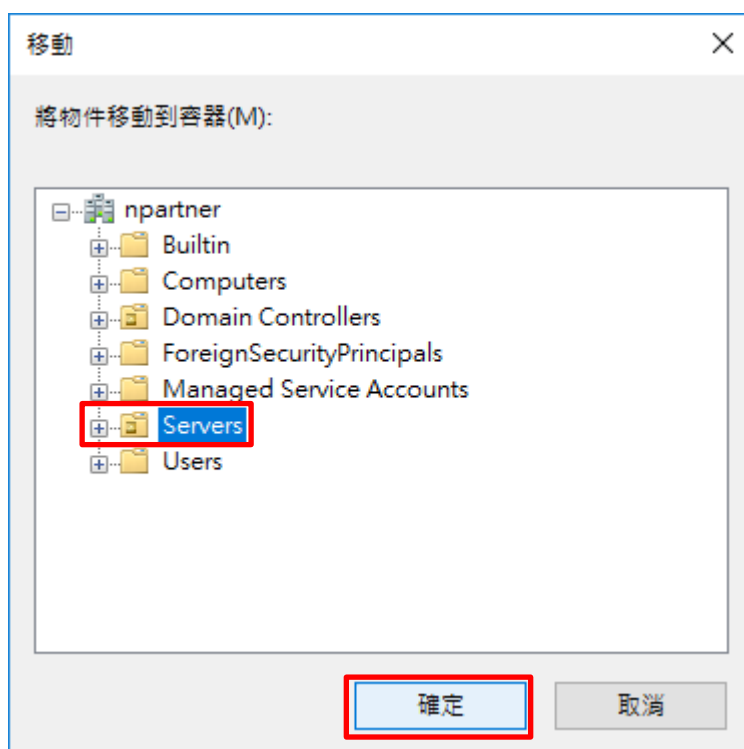 移動
將物件移動到容器(M):
npartner
Builtin
Computers
Domain Controllers
ForeignSecurityPrincipals
Managed Service Accounts
Servers
Users
確定 取消